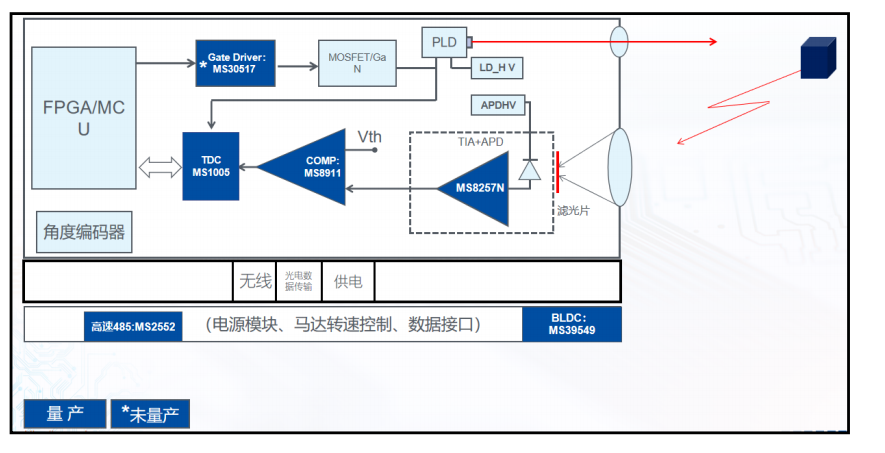 PLD
* Gate Driver:
MS30517
MOSFET/Ga
N
LD_H V
FPGA/MC
U
APDHV
Vth
TIA+APD
TDC
MS1005
COMP:
MS8911
MS8257N
滤光片
角度编码器
无线
光电数
据传输
供电
高速485:MS2552
(电源模块、马达转速控制、数据接口)
BLDC:
MS39549
量产
*未量产